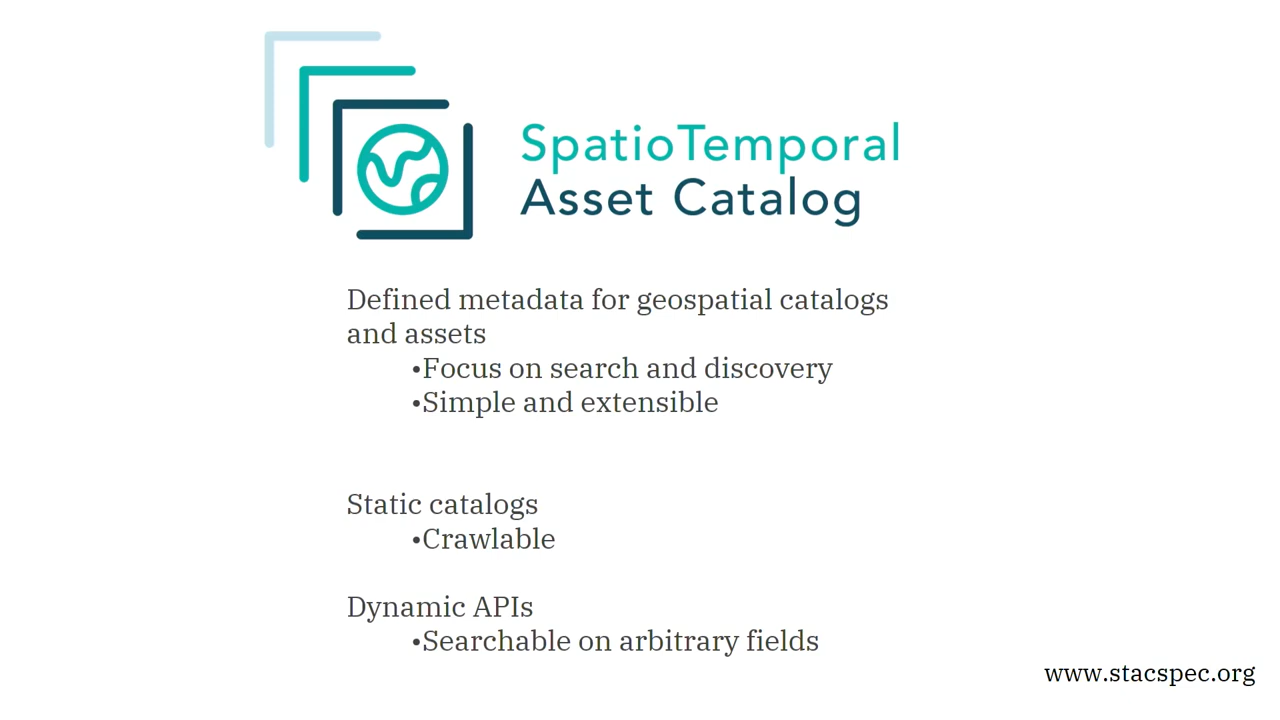 SpatioTemporal
Asset Catalog
Defined metadata for geospatial catalogs
and assets
•Focus on search and discovery
•Simple and extensible
Static catalogs
•Crawlable
Dynamic APIs
•Searchable on arbitrary fields
www.stacspec.org